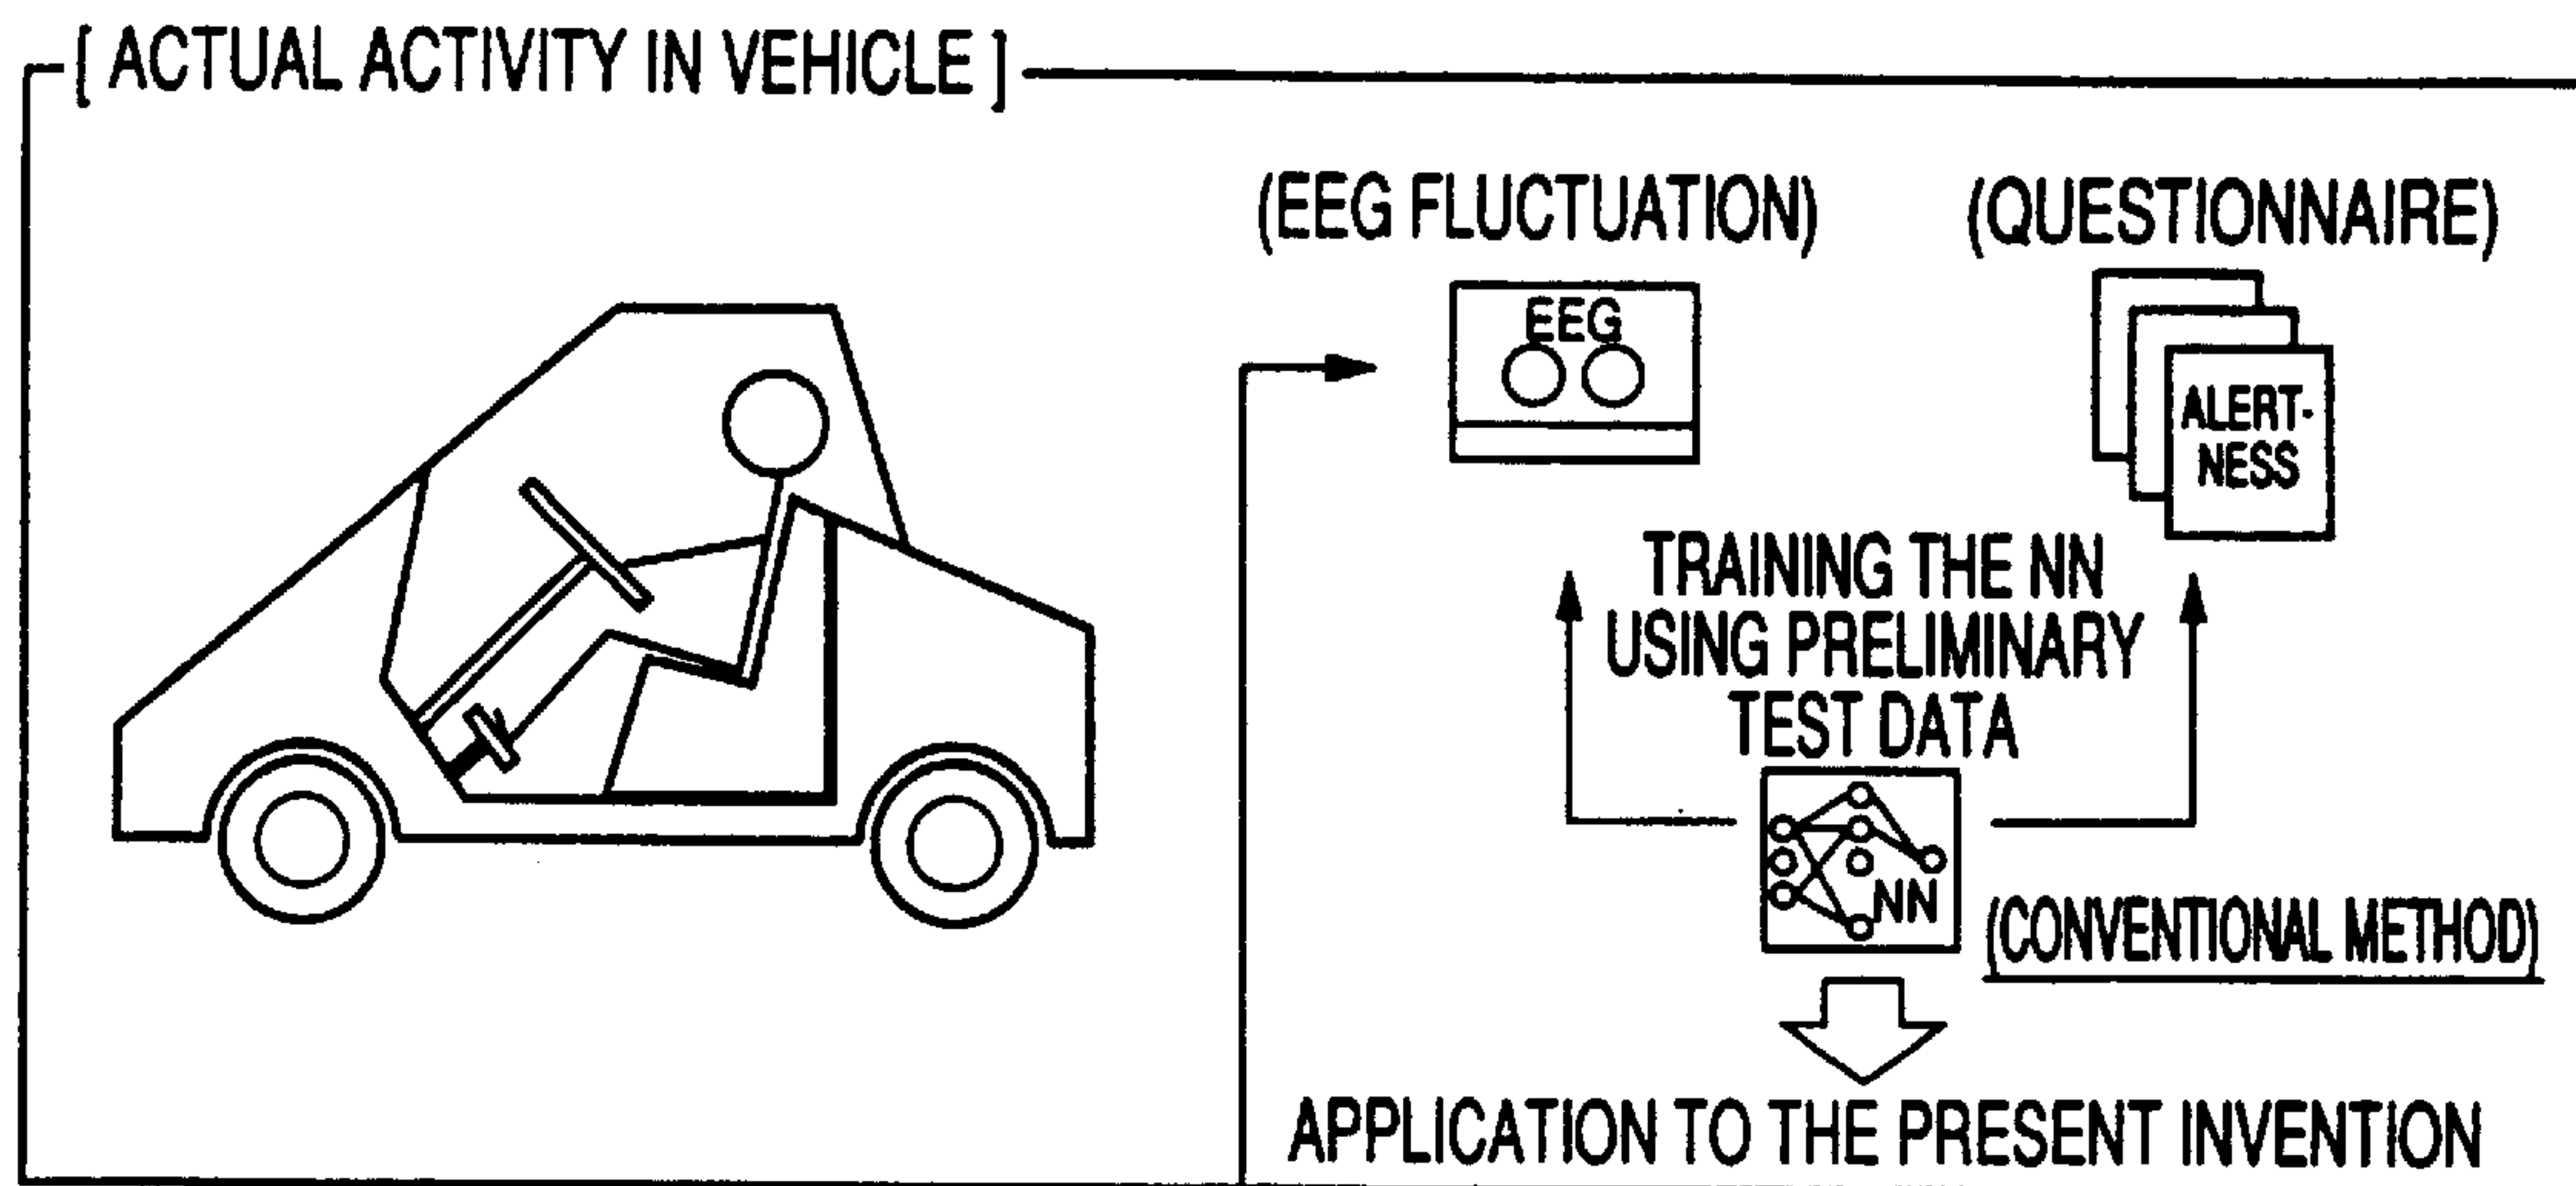 [ ACTUAL ACTIVITY IN VEHICLE ]
(EEG FLUCTUATION)
(QUESTIONNAIRE)
EEG
ALERT-
NESS
TRAINING THE NN
USING PRELIMINARY
TEST DATA
NN
(CONVENTIONAL METHOD)
APPLICATION TO THE PRESENT INVENTION